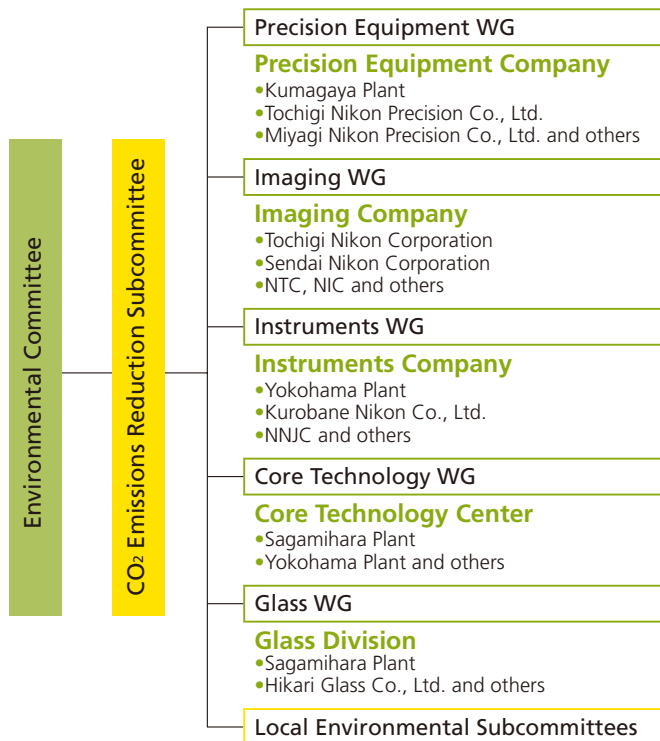 Environmental Committee
CO2 Emissions Reduction Subcommittee
Precision Equipment WG
Precision Equipment Company
•Kumagaya Plant
•Tochigi Nikon Precision Co., Ltd.
•Miyagi Nikon Precision Co., Ltd. and others
Imaging WG
Imaging Company
•Tochigi Nikon Corporation
•Sendai Nikon Corporation
•NTC, NIC and others
Instruments WG
Instruments Company
•Yokohama Plant
•Kurobane Nikon Co., Ltd.
•NNJC and others
Core Technology WG
Core Technology Center
•Sagamihara Plant
•Yokohama Plant and others
Glass WG
Glass Division
•Sagamihara Plant
•Hikari Glass Co., Ltd. and others
Local Environmental Subcommittees